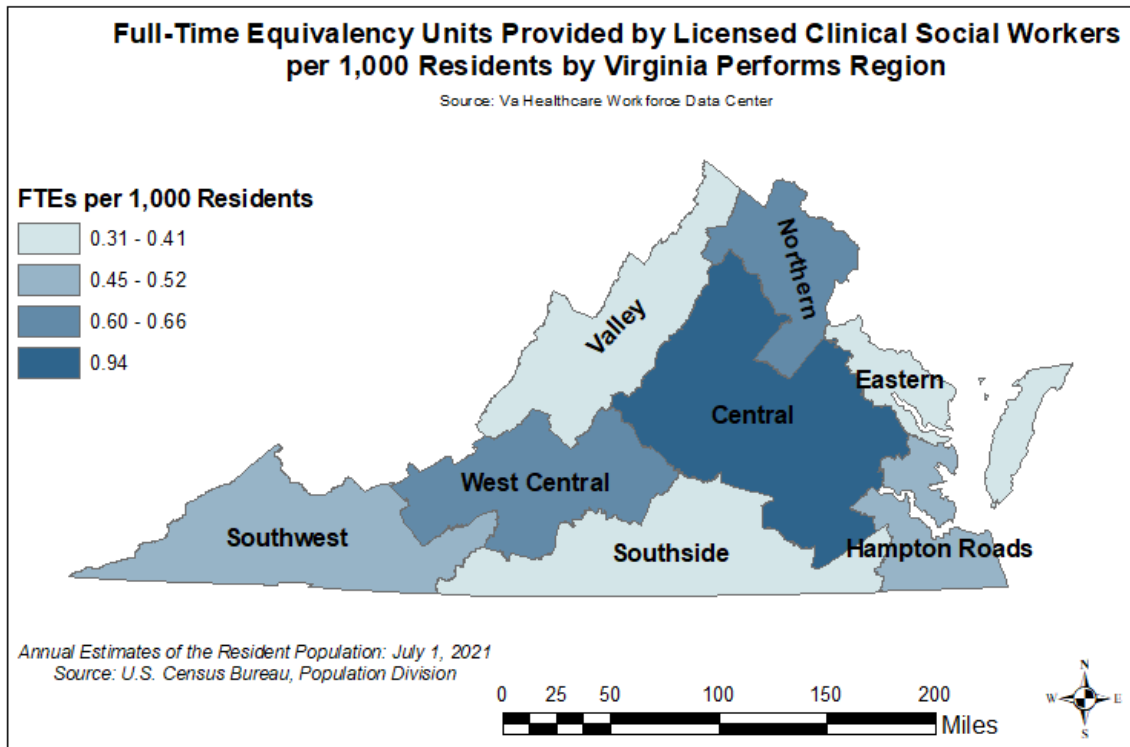 Full-Time Equivalency Units Provided by Licensed Clinical Social Workers
per 1,000 Residents by Virginia Performs Region
Source: Va Healthcare Workforce Data Center
FTEs per 1,000 Residents
0.31 - 0.41
0.45 - 0.52
0.60 - 0.66
0.94
Northern
Valley
Eastern
Central
West Central
Southwest
Southside
Hampton Roads
Annual Estimates of the Resident Population: July 1, 2021
Source: U.S. Census Bureau, Population Division
0 25 50 100 150 200
Miles
N
W E
S